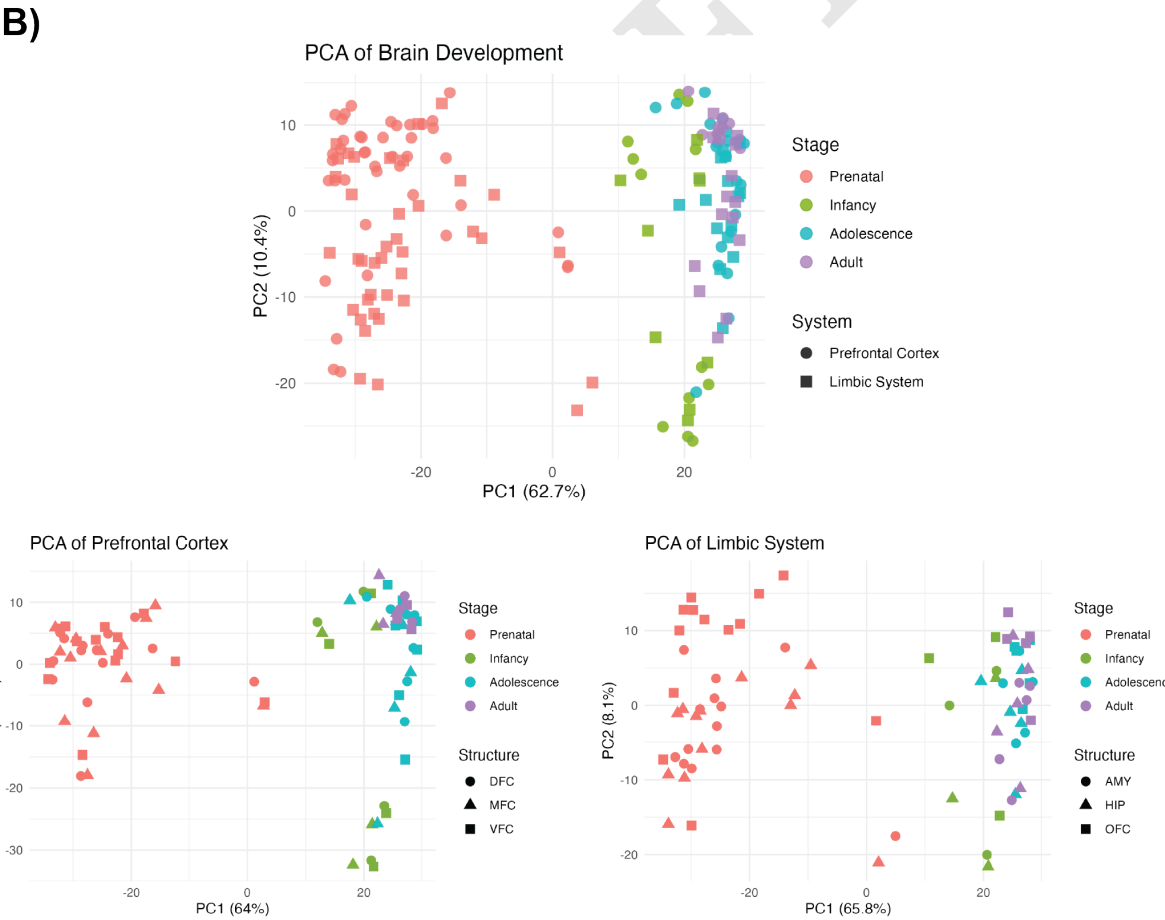 B)
PCA of Brain Development
10
0
-10
-20
PC2 (10.4%)
-20 0 20
PC1 (62.7%)
Stage
Prenatal
Infancy
Adolescence
Adult
System
Prefrontal Cortex
Limbic System
PCA of Prefrontal Cortex
10
0
-10
-20
-30
-20 0 20
PC1 (64%)
Stage
Prenatal
Infancy
Adolescence
Adult
Structure
DFC
MFC
VFC
PCA of Limbic System
10
0
-10
-20
PC2 (8.1%)
-20 0 20
PC1 (65.8%)
Stage
Prenatal
Infancy
Adolescenc
Adult
Structure
AMY
HIP
OFC